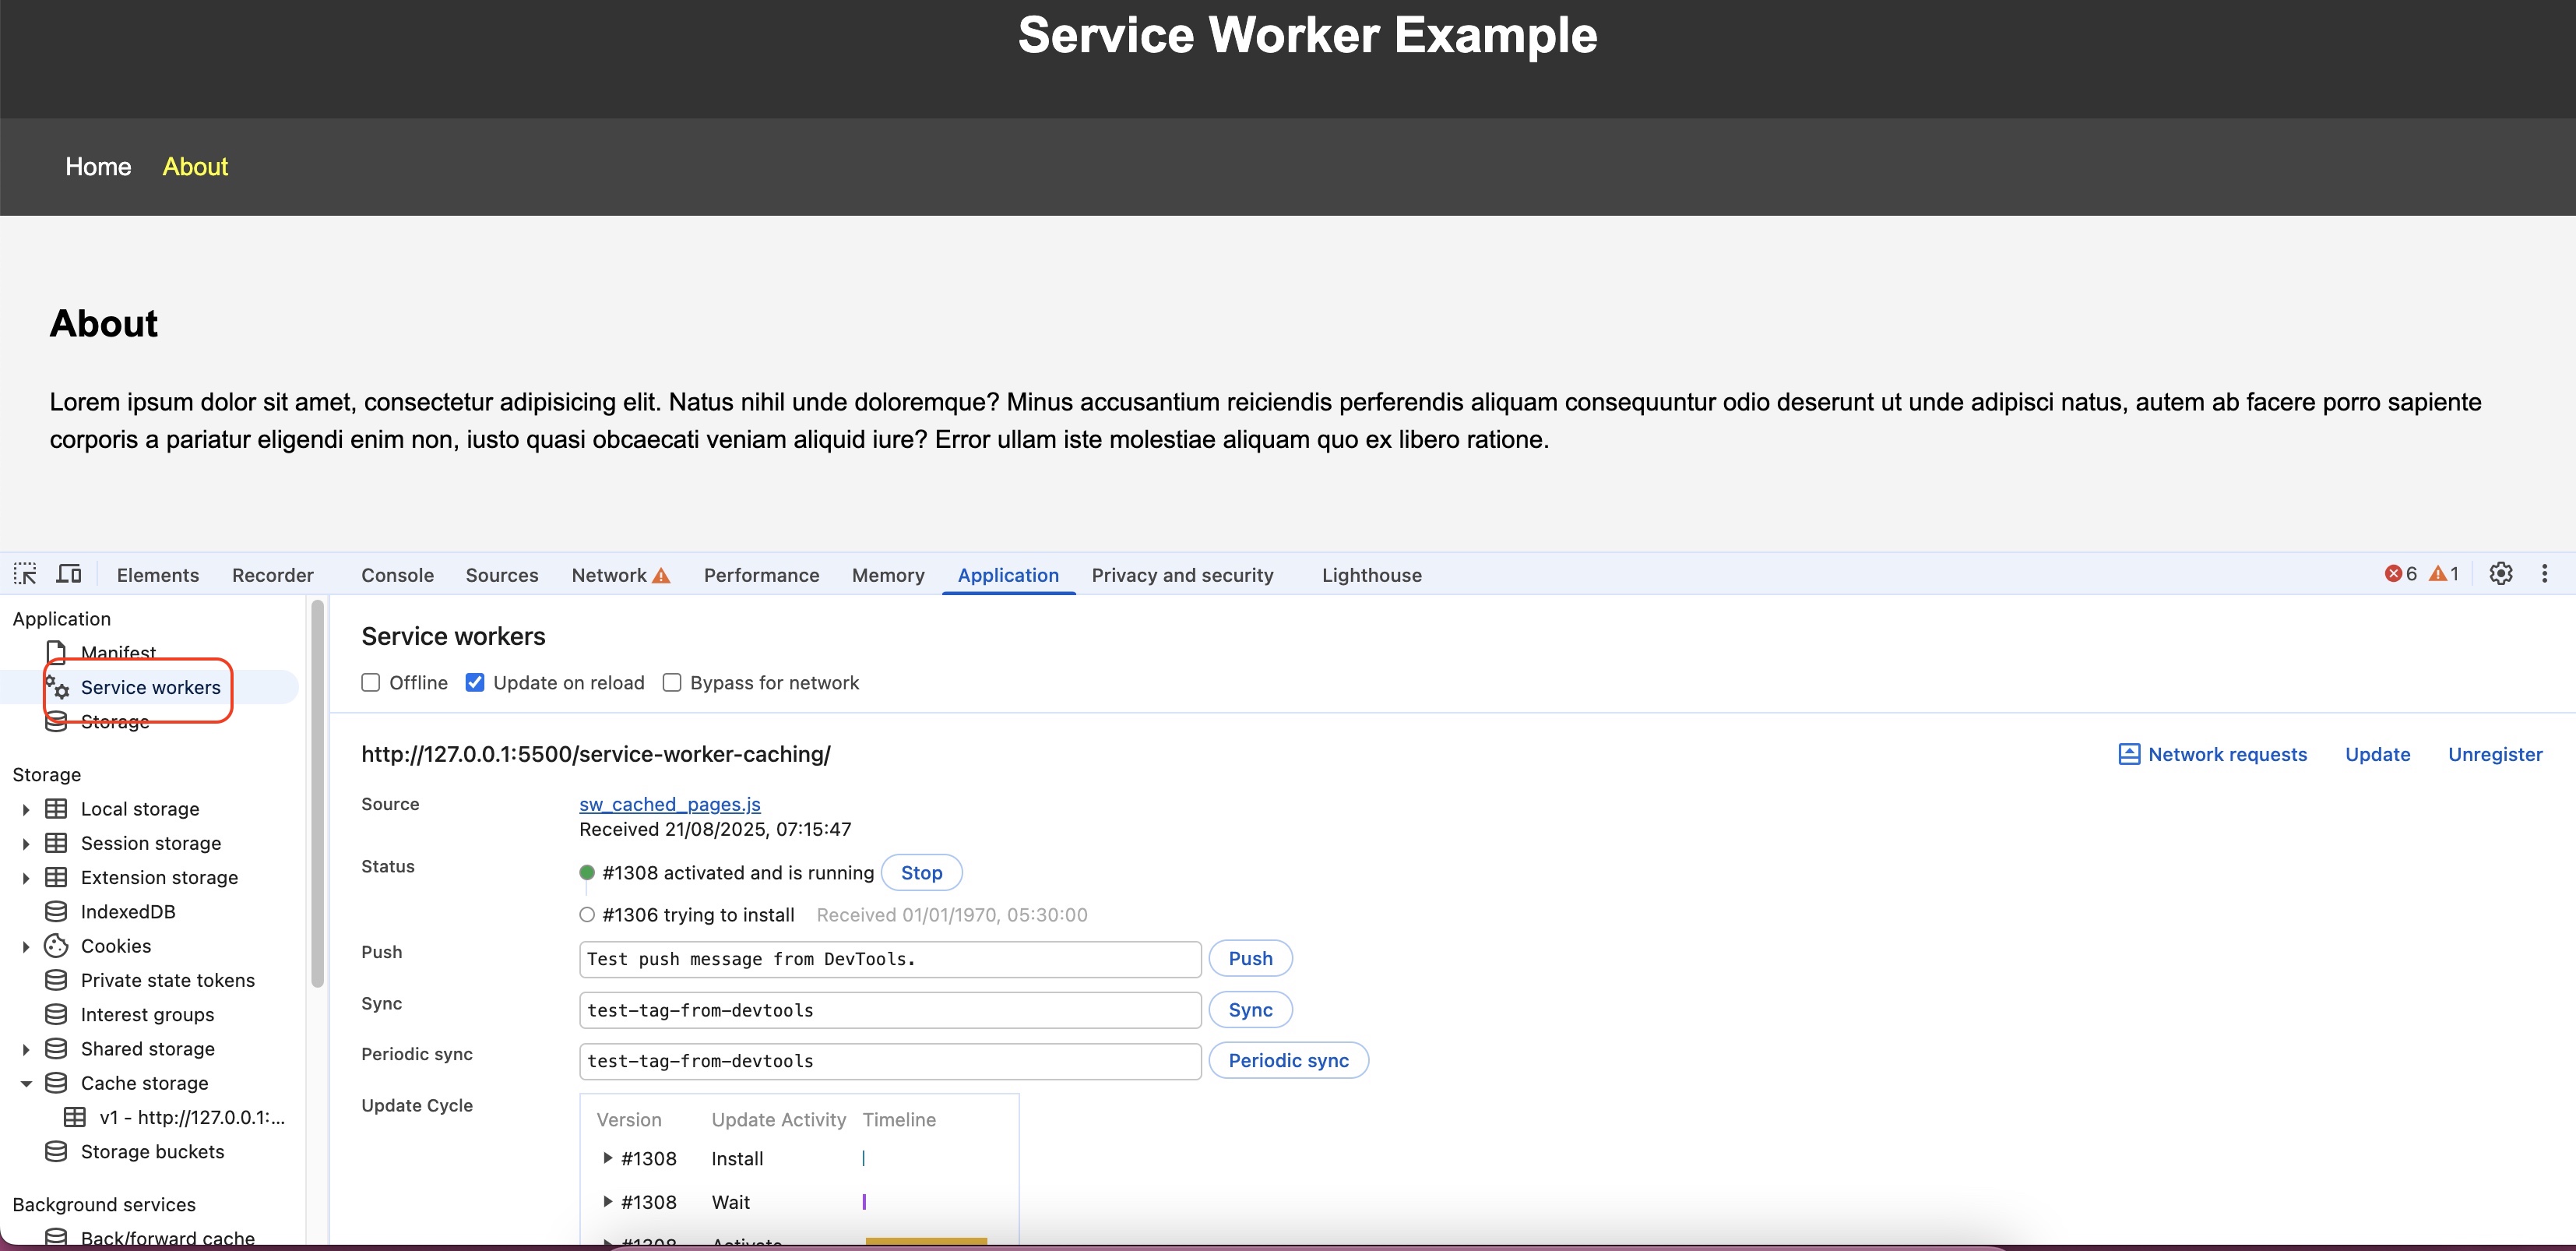 Service Worker Example
Home About
About
Lorem ipsum dolor sit amet, consectetur adipisicing elit. Natus nihil unde doloremque? Minus accusantium reiciendis perferendis aliquam consequuntur odio deserunt ut unde adipisci natus, autem ab facere porro sapiente
corporis a pariatur eligendi enim non, iusto quasi obcaecati veniam aliquid iure? Error ullam iste molestiae aliquam quo ex libero ratione.
Elements Recorder Console Sources Network Performance Memory Application Privacy and security Lighthouse 6 1
Application
Manifest
Service workers
Storage
Storage
Local storage
Session storage
Extension storage
IndexedDB
Cookies
Private state tokens
Interest groups
Shared storage
Cache storage
v1 - http://127.0.0.1:...
Storage buckets
Background services
Back/forward cache
Service workers
Offline Update on reload Bypass for network
http://127.0.0.1:5500/service-worker-caching/ Network requests Update Unregister
Source sw_cached_pages.js
Received 21/08/2025, 07:15:47
Status #1308 activated and is running Stop
#1306 trying to install Received 01/01/1970, 05:30:00
Push Test push message from DevTools. Push
Sync test-tag-from-devtools Sync
Periodic sync test-tag-from-devtools Periodic sync
Update Cycle Version Update Activity Timeline
#1308 Install
#1308 Wait
#1308 Activate